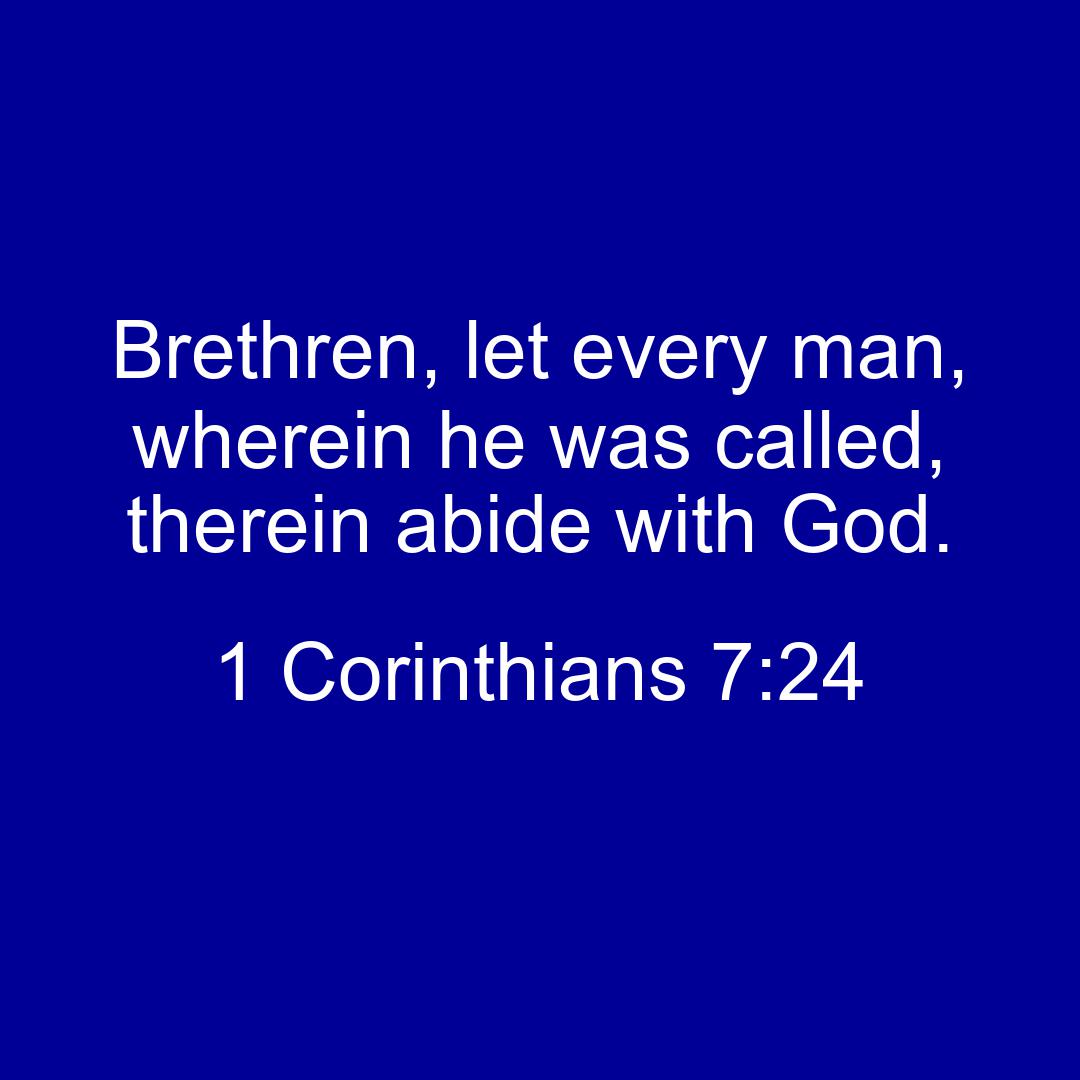 Brethren, let every man,
wherein he was called,
therein abide with God.
1 Corinthians 7:24